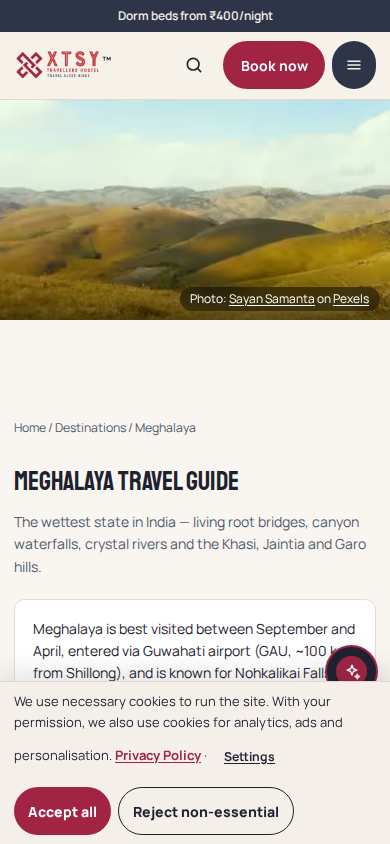 Dorm beds from ₹400/night
XTSY™
TRAVELLERS HOSTEL
TRAVEL.SLEEP.BINGE.
Book now
Photo: Sayan Samanta on Pexels
Home / Destinations / Meghalaya
MEGHALAYA TRAVEL GUIDE
The wettest state in India — living root bridges, canyon
waterfalls, crystal rivers and the Khasi, Jaintia and Garo
hills.
Meghalaya is best visited between September and
April, entered via Guwahati airport (GAU, ~100
from Shillong), and is known for Nohkalikai
We use necessary cookies to run the site. With your
permission, we also use cookies for analytics, ads and
personalisation. Privacy Policy · Settings
Accept all
Reject non-essential